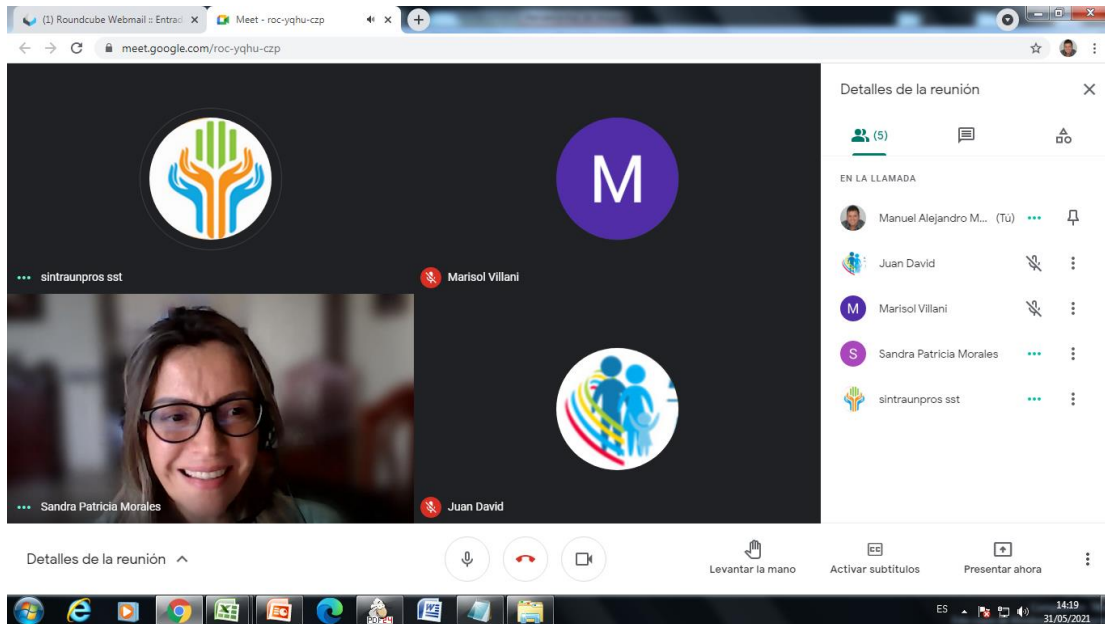 (1) Roundcube Webmail :: Entrad
Meet - roc-yqhu-czp
meet.google.com/roc-yqhu-czp
Detalles de la reunión
(5)
EN LA LLAMADA
Manuel Alejandro M... (Tú)
Juan David
Marisol Villani
Sandra Patricia Morales
sintraunpros sst
M
M
S
sintraunpros sst
Marisol Villani
Sandra Patricia Morales
Juan David
Detalles de la reunión
Levantar la mano
CC
Activar subtítulos
Presentar ahora
ES
14:19
31/05/2021